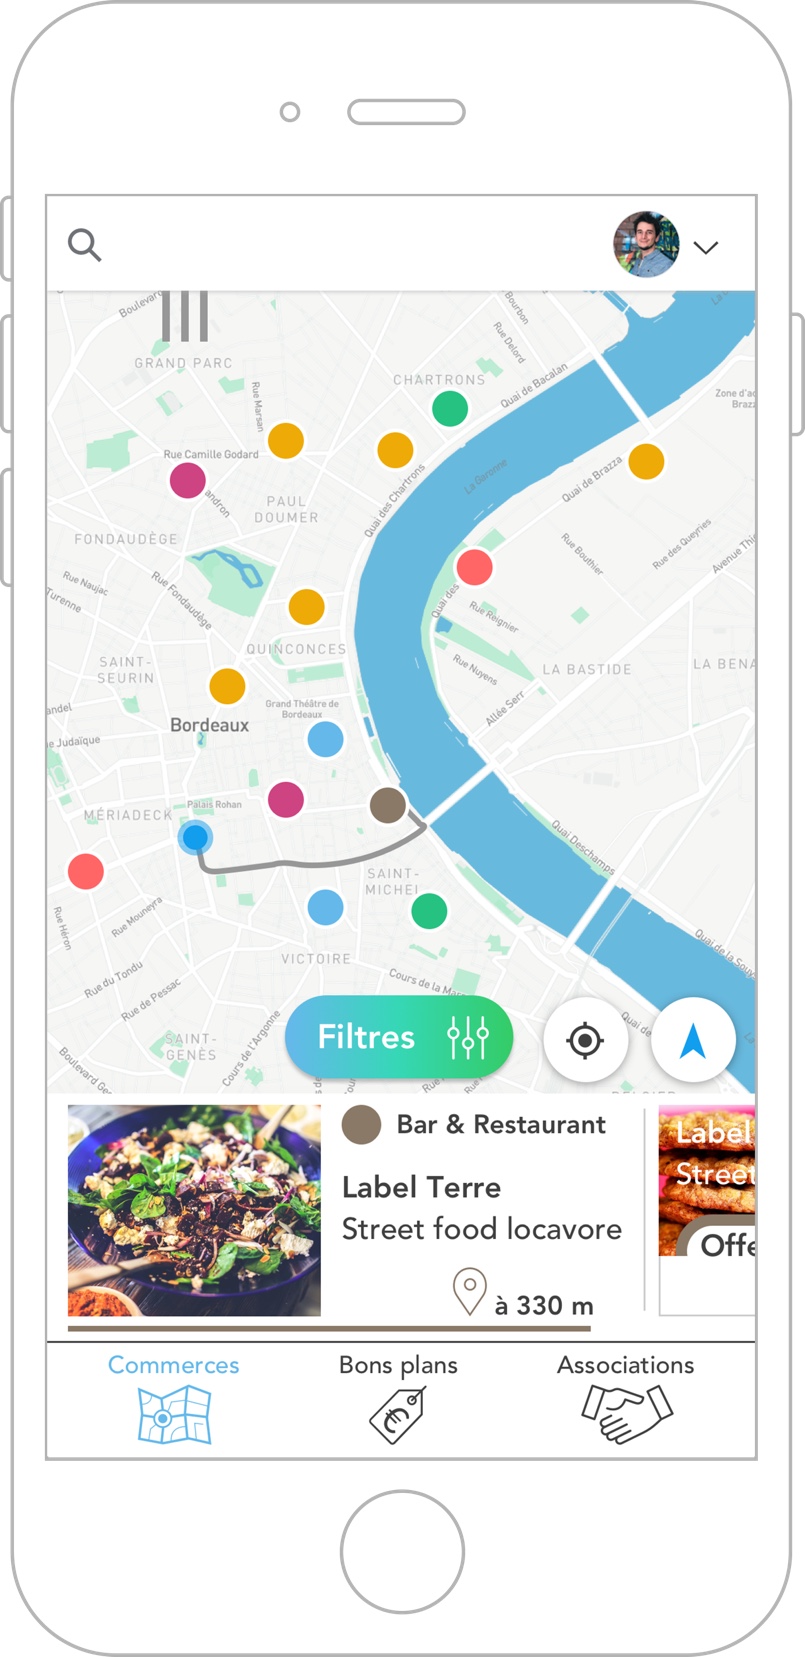 Boulevard
GRAND PARC
Bourbon
Rue Delord
CHARTRONS
Quai de Bacalan
Rue Marsan
Zone d'ac
Braz
Rue Camille Godard
La Garonne
Quai de Brazza
androns
PAUL
DOUMER
Quai des Chartrons
FONDAUDÈGE
Rue Bouthier
Rue des Queyries
Avenue Thi
Rue Naujac
Turenne
Rue Fondaudège
Quai des
Rue Reignier
QUINCONCES
SAINT-
SEURIN
Rue Nuyens
LA BASTIDE
LA BENA
andel
Grand Théâtre de
Bordeaux
Allée Serr
Bordeaux
e Judaïque
MÉRIADECK
Palais Rohan
Quai Deschamps
SAINT-
MICHEL
Rue Héron
Rue Mouneyra
VICTOIRE
Quai de la Souy
Rue du Tondu
Rue de Pessac
Cours de la Mar
Cours de l'Argonne
SAINT-
GENÈS
Boulevard Ge
Filtres
Quai de
Bar & Restaurant
Label Terre
Street food locavore
à 330 m
Label
Street
Offe
Commerces
Bons plans
Associations